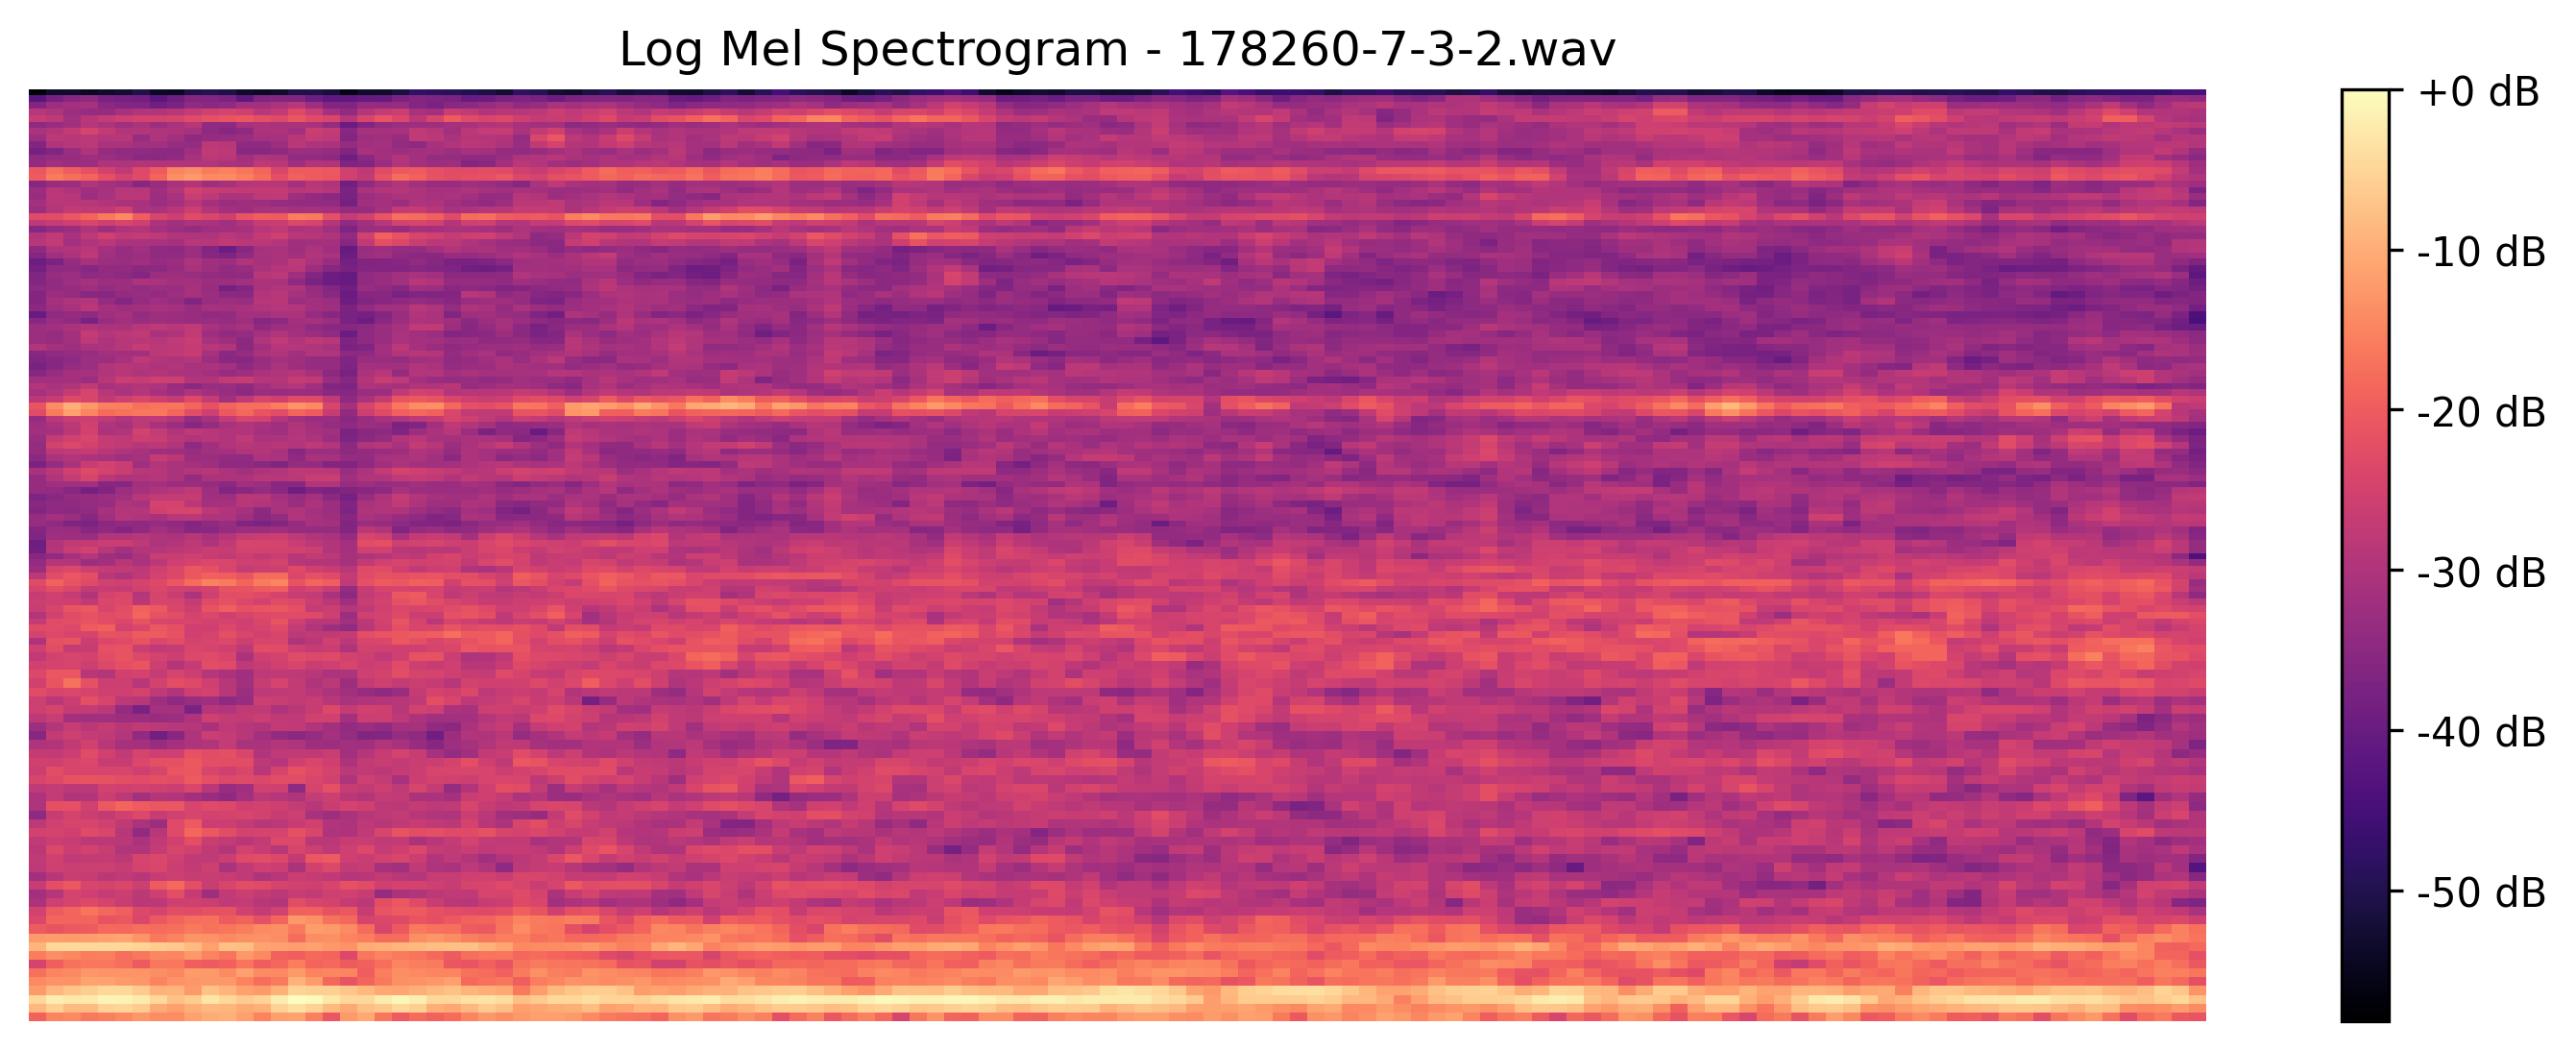 Log Mel Spectrogram - 178260-7-3-2.wav
+0 dB
-10 dB
-20 dB
-30 dB
-40 dB
-50 dB